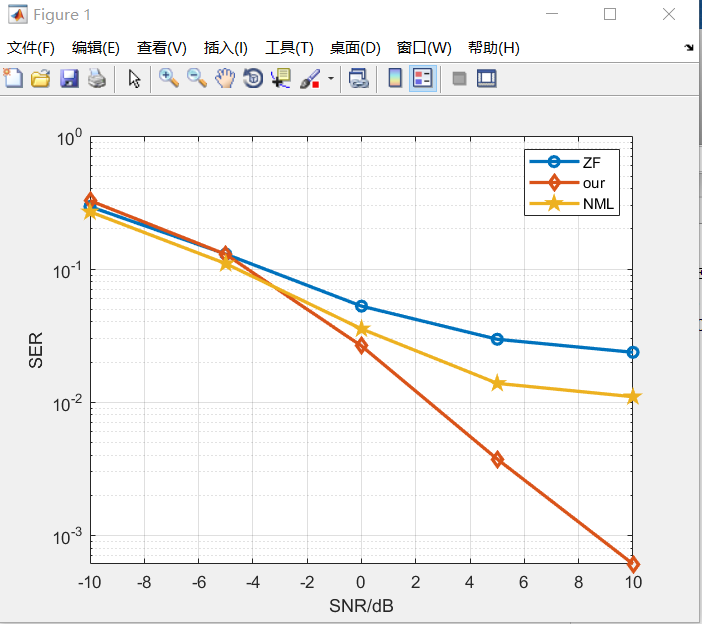 Figure 1
文件(F) 编辑(E) 查看(V) 插入(I) 工具(T) 桌面(D) 窗口(W) 帮助(H)
10^0
ZF
our
NML
10^-1
SER
10^-2
10^-3
-10 -8 -6 -4 -2 0 2 4 6 8 10
SNR/dB